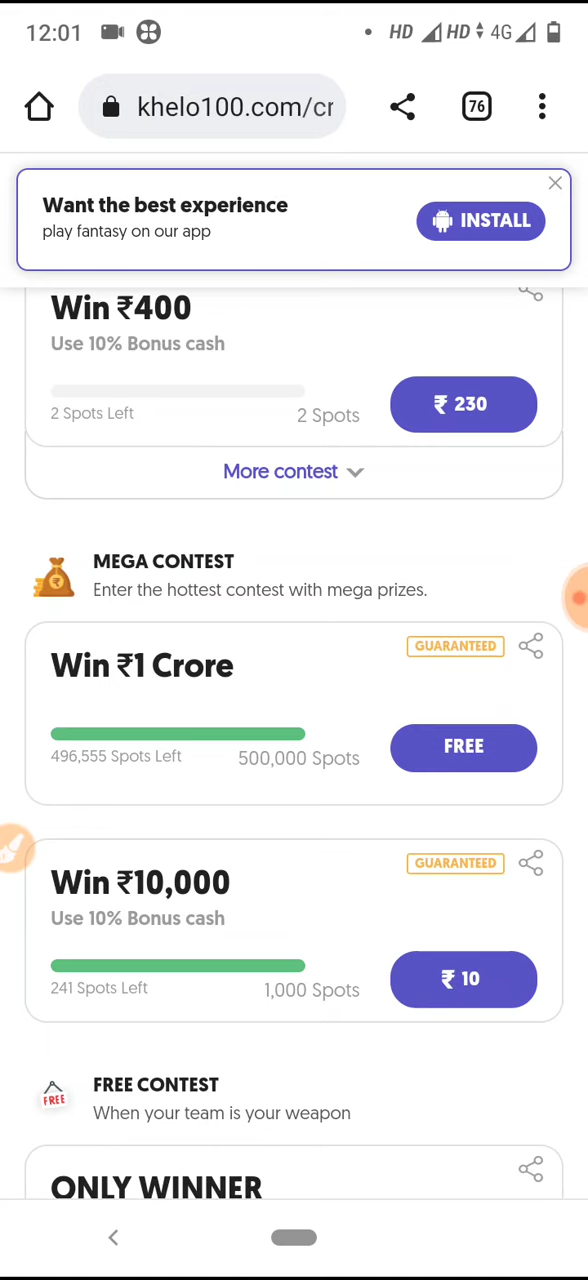 12:01
HD HD 4G
khelo100.com/cr
76
Want the best experience
play fantasy on our app
INSTALL
Win ₹400
Use 10% Bonus cash
2 Spots Left
2 Spots
₹ 230
More contest
MEGA CONTEST
Enter the hottest contest with mega prizes.
GUARANTEED
Win ₹1 Crore
496,555 Spots Left
500,000 Spots
FREE
GUARANTEED
Win ₹10,000
Use 10% Bonus cash
241 Spots Left
1,000 Spots
₹ 10
FREE
FREE CONTEST
When your team is your weapon
ONLY WINNER